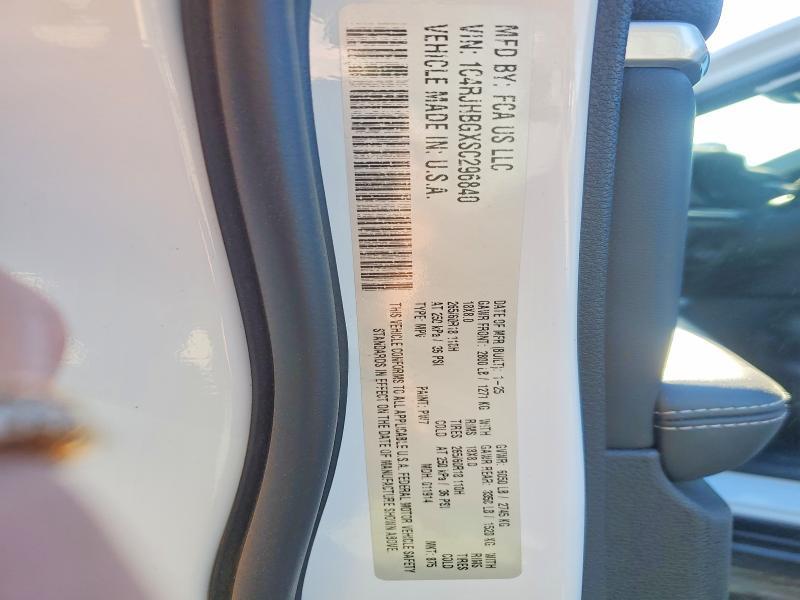 MFD BY: FCA US LLC
VIN: 1C4RJHBGXSC296840
VEHICLE MADE IN: U.S.A.
DATE OF MFR (BUILT): 1-25 GVWR: 6050 LB / 2745 KG
GAWR FRONT: 2800 LB / 1271 KG WITH GAWR REAR: 3350 LB / 1520 KG WITH
18X8.0 RIMS 18X8.0 RIMS
265/60R18 110H TIRES 265/60R18 110H TIRES
AT 250 kPa / 36 PSI COLD AT 250 kPa / 36 PSI COLD
TYPE: MPV PAINT: PW7 MDH: 011914 MKT: 875
THIS VEHICLE CONFORMS TO ALL APPLICABLE U.S.A. FEDERAL MOTOR VEHICLE SAFETY
STANDARDS IN EFFECT ON THE DATE OF MANUFACTURE SHOWN ABOVE.